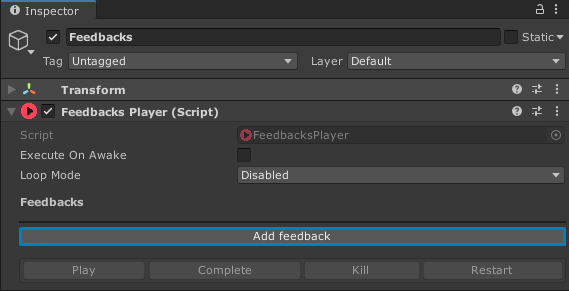 Inspector
Feedbacks
Static
Tag Untagged Layer Default
Transform
Feedbacks Player (Script)
Script FeedbacksPlayer
Execute On Awake
Loop Mode Disabled
Feedbacks
Add feedback
Play Complete Kill Restart